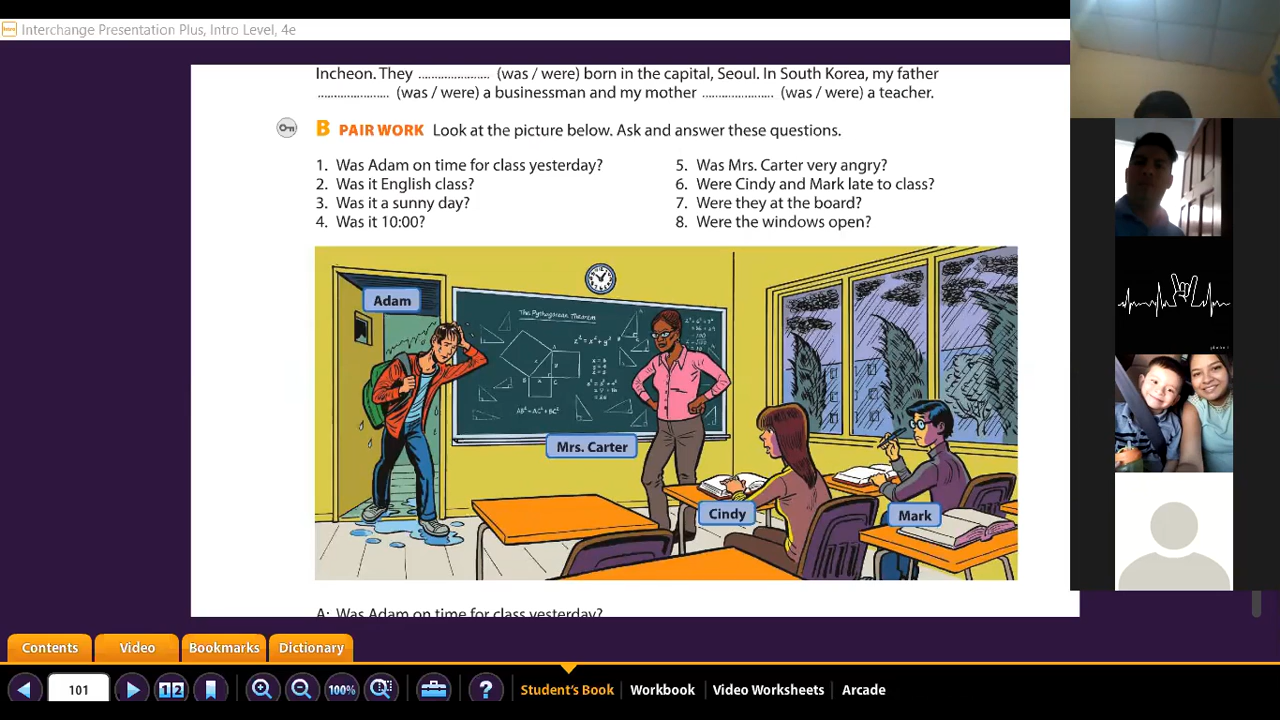 Interchange Presentation Plus, Intro Level, 4e
Incheon. They ...................... (was / were) born in the capital, Seoul. In South Korea, my father
...................... (was / were) a businessman and my mother ...................... (was / were) a teacher.
B PAIR WORK Look at the picture below. Ask and answer these questions.
1. Was Adam on time for class yesterday?
2. Was it English class?
3. Was it a sunny day?
4. Was it 10:00?
5. Was Mrs. Carter very angry?
6. Were Cindy and Mark late to class?
7. Were they at the board?
8. Were the windows open?
Adam
The Pythagorean Theorem
Mrs. Carter
Cindy
Mark
A: Was Adam on time for class yesterday?
Contents
Video
Bookmarks
Dictionary
101
1 2
100%
?
Student's Book
Workbook
Video Worksheets
Arcade